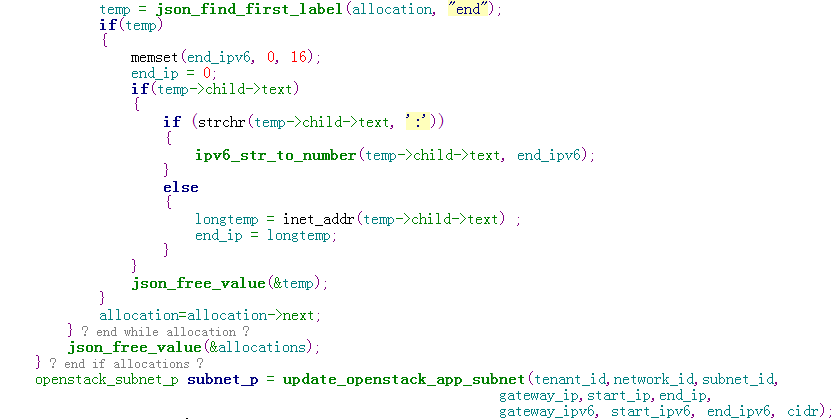 temp = json_find_first_label(allocation, "end");
if(temp)
{
memset(end_ipv6, 0, 16);
end_ip = 0;
if(temp->child->text)
{
if (strchr(temp->child->text, ':'))
{
ipv6_str_to_number(temp->child->text, end_ipv6);
}
else
{
longtemp = inet_addr(temp->child->text) ;
end_ip = longtemp;
}
}
json_free_value(&temp);
}
allocation=allocation->next;
} ? end while allocation ?
json_free_value(&allocations);
} ? end if allocations ?
openstack_subnet_p subnet_p = update_openstack_app_subnet(tenant_id,network_id,subnet_id,
gateway_ip,start_ip,end_ip,
gateway_ipv6, start_ipv6, end_ipv6, cidr);